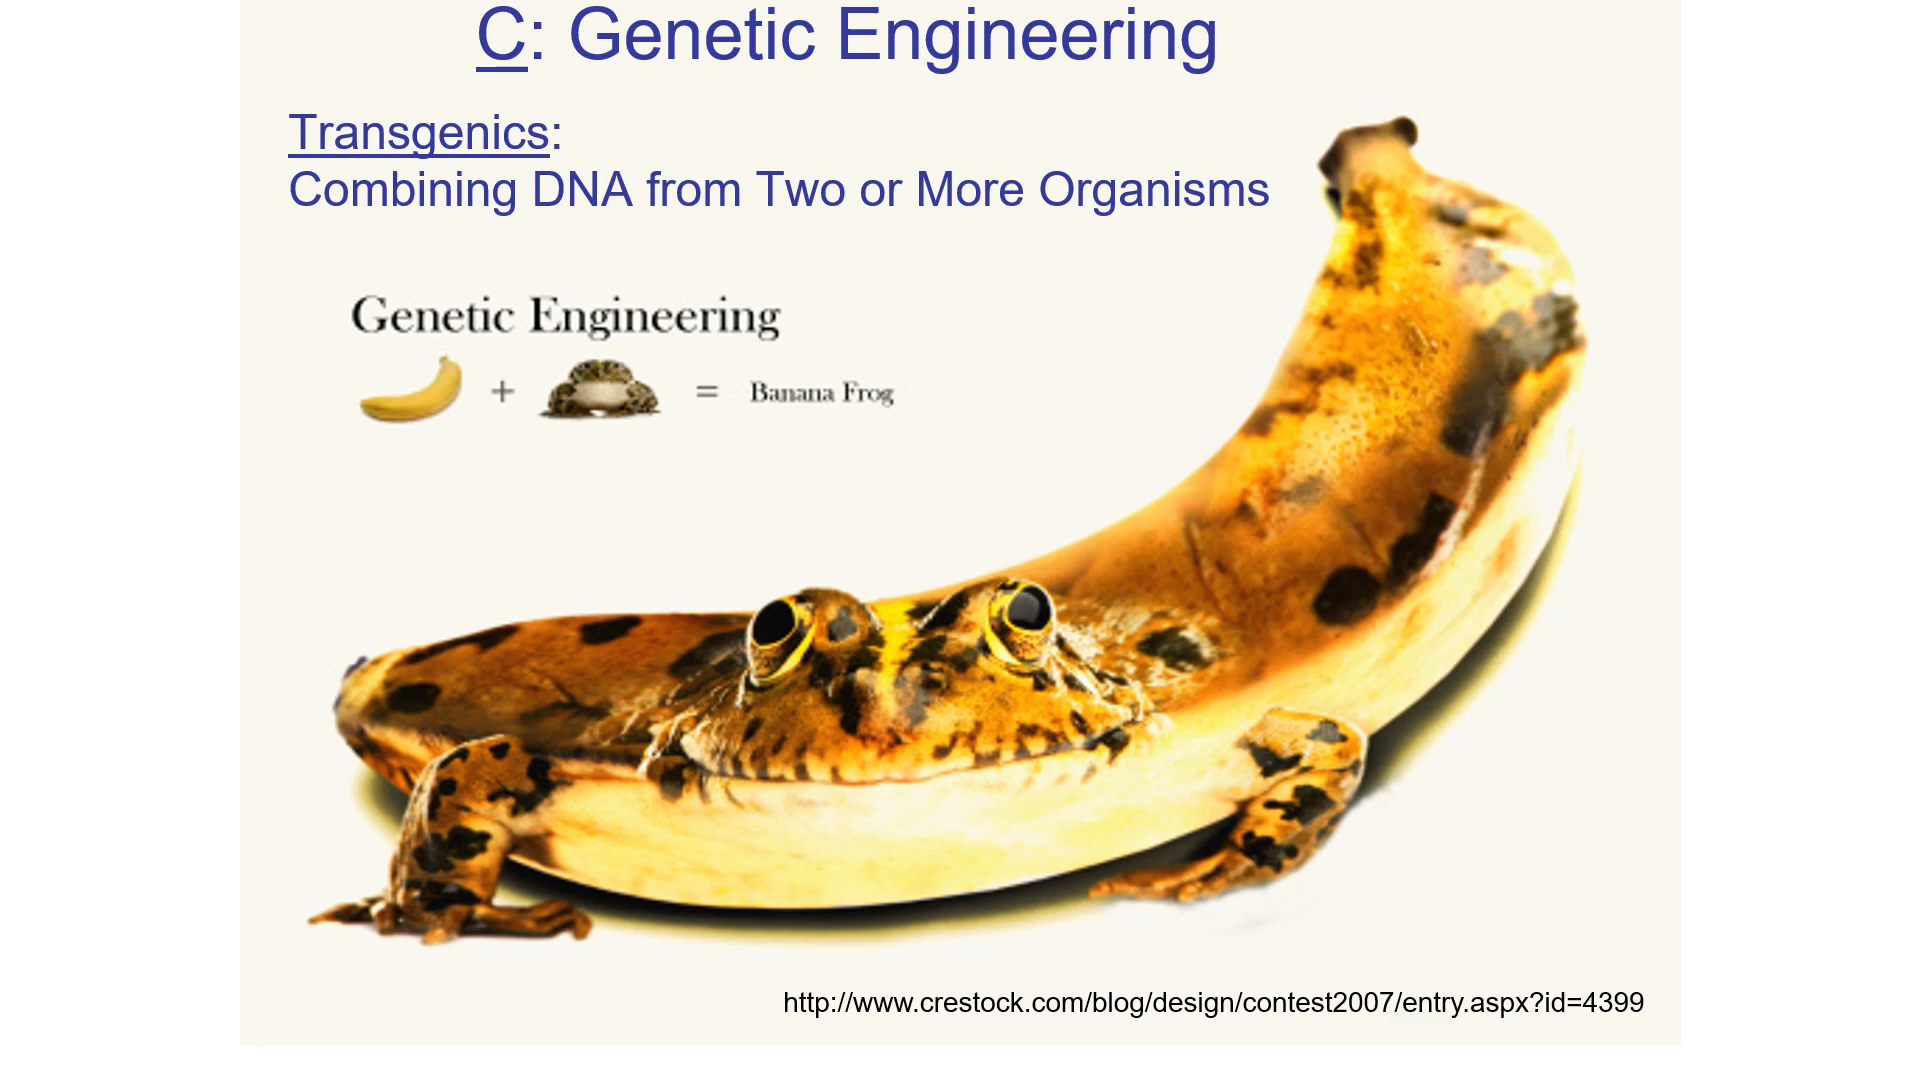 C: Genetic Engineering
Transgenics:
Combining DNA from Two or More Organisms
Genetic Engineering
+ = Banana Frog
http://www.crestock.com/blog/design/contest2007/entry.aspx?id=4399